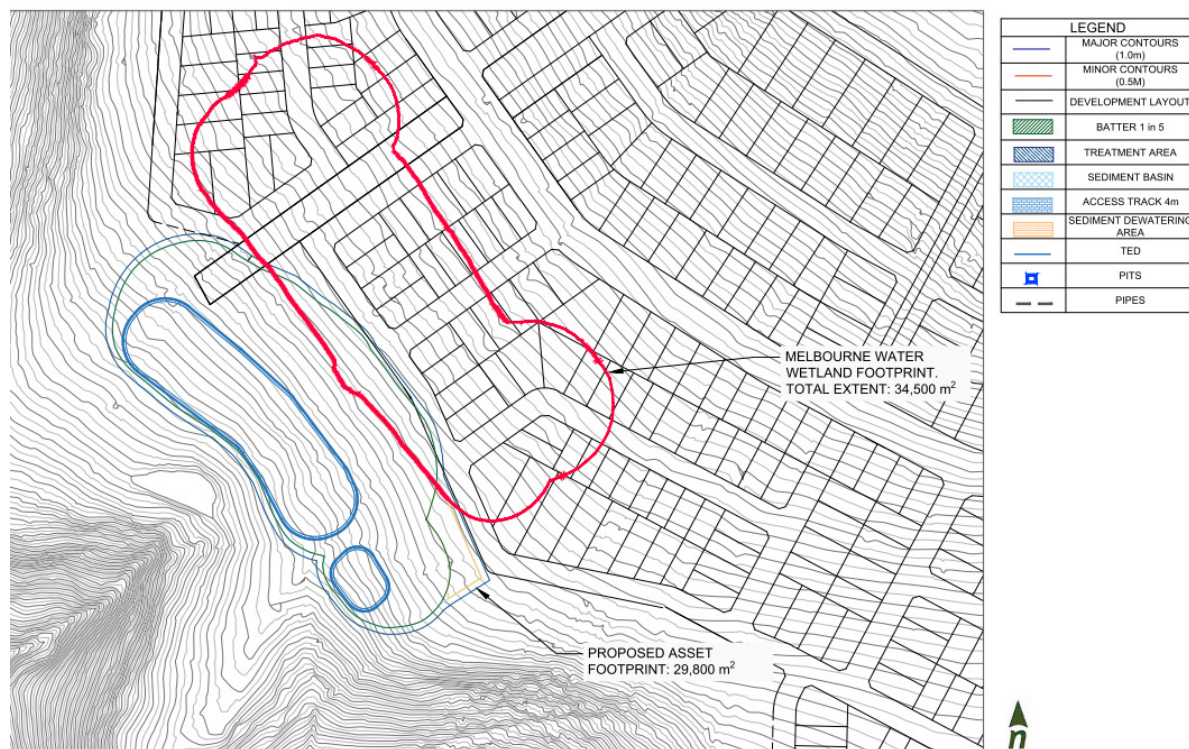 LEGEND
MAJOR CONTOURS
(1.0m)
MINOR CONTOURS
(0.5M)
DEVELOPMENT LAYOUT
BATTER 1 in 5
TREATMENT AREA
SEDIMENT BASIN
ACCESS TRACK 4m
SEDIMENT DEWATERING
AREA
TED
PITS
PIPES
MELBOURNE WATER
WETLAND FOOTPRINT.
TOTAL EXTENT: 34,500 m²
PROPOSED ASSET
FOOTPRINT: 29,800 m²
n